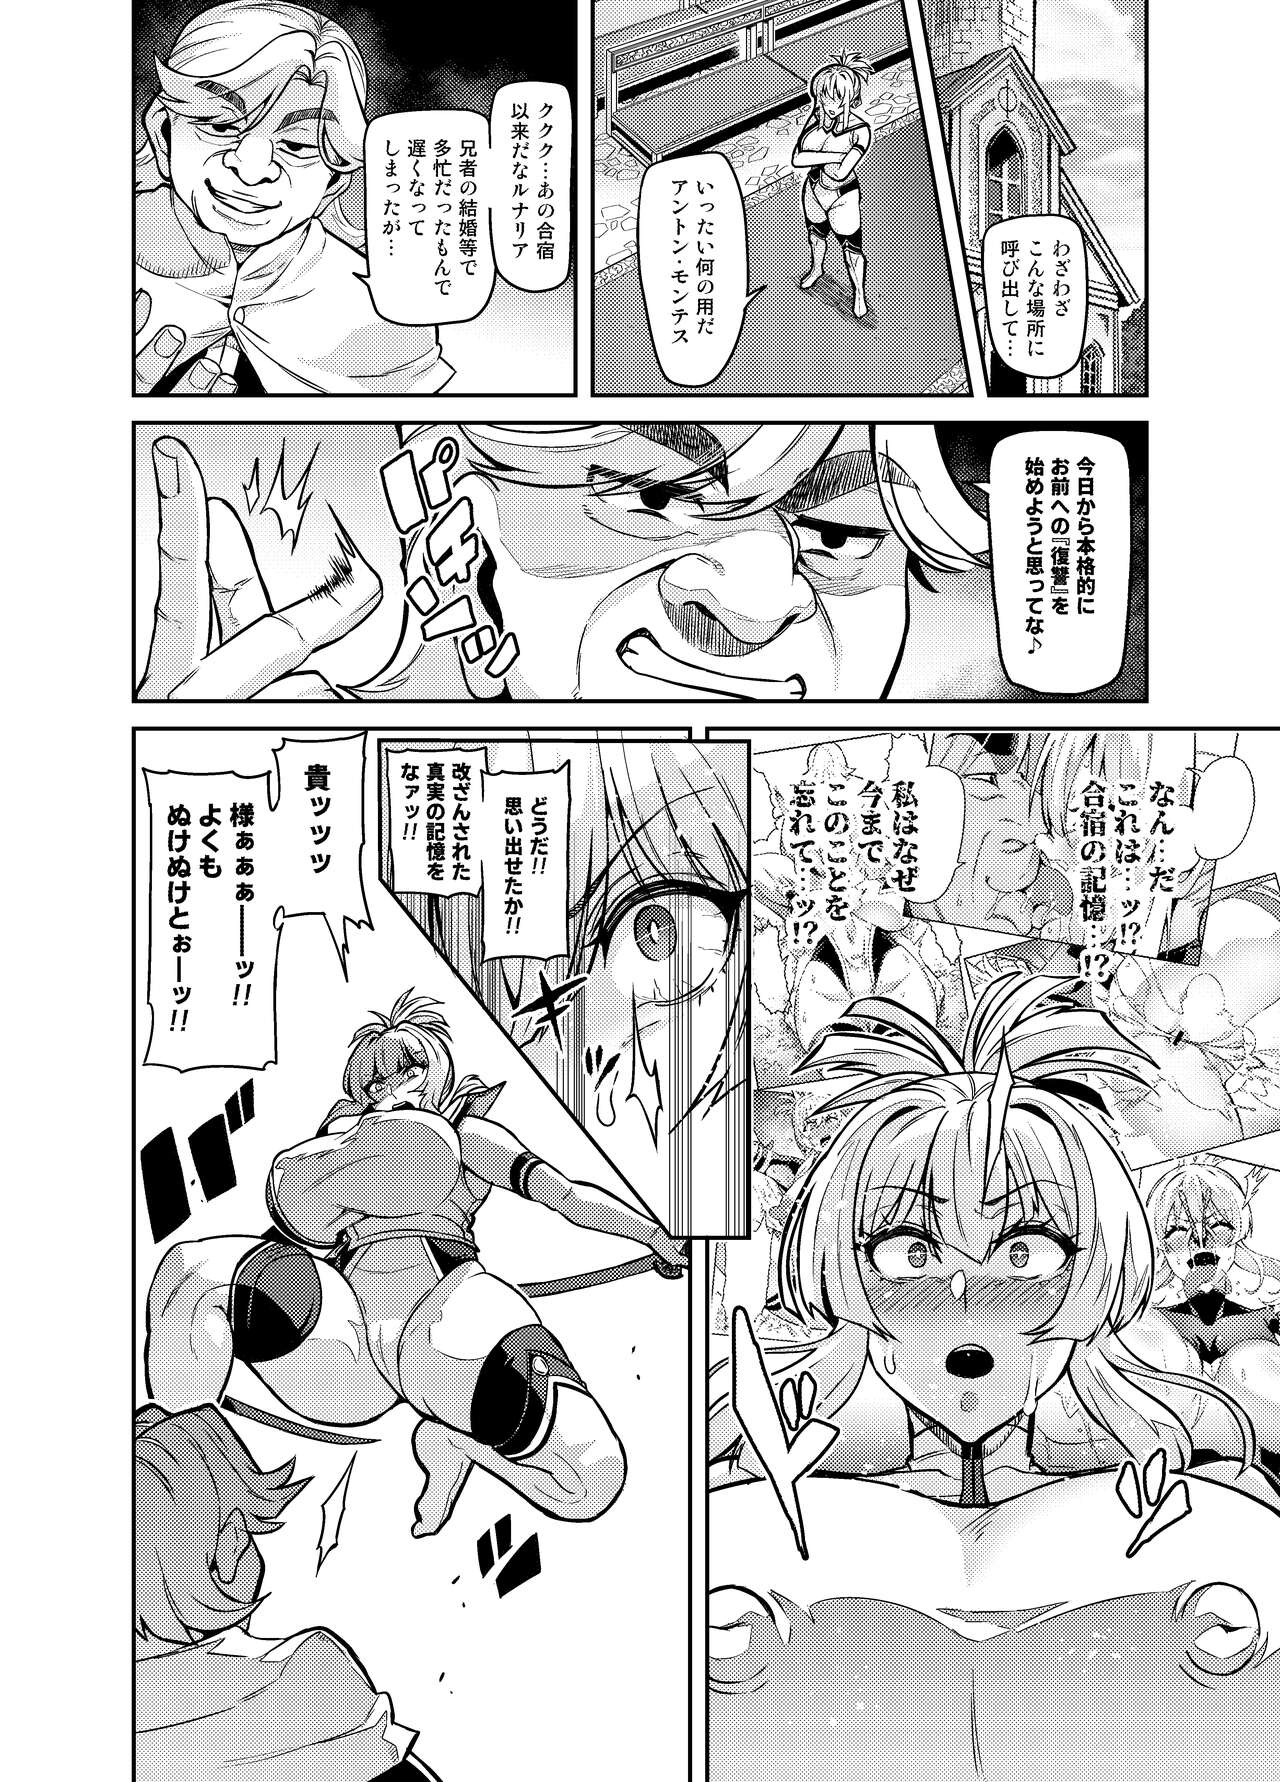 わざわざ
こんな場所に
呼び出して…
いったい何の用だ
アントン・モンテス
ククク…あの合宿
以来だなルナリア
兄者の結婚等で
多忙だったもんで
遅くなって
しまったが…
今日から本格的に
お前への『復讐』を
始めようと思ってな♪
パチキッ
なん…だ
これは…ッ!?
合宿の記憶…!?
私はなぜ
今まで
このことを
忘れて…ッ!?
どうだ!!
思い出せたか!!
改ざんされた
真実の記憶を
なァッ!!
貴ッッッ
様ぁぁぁーーッ!!
よくも
ぬけぬけとぉーッ!!